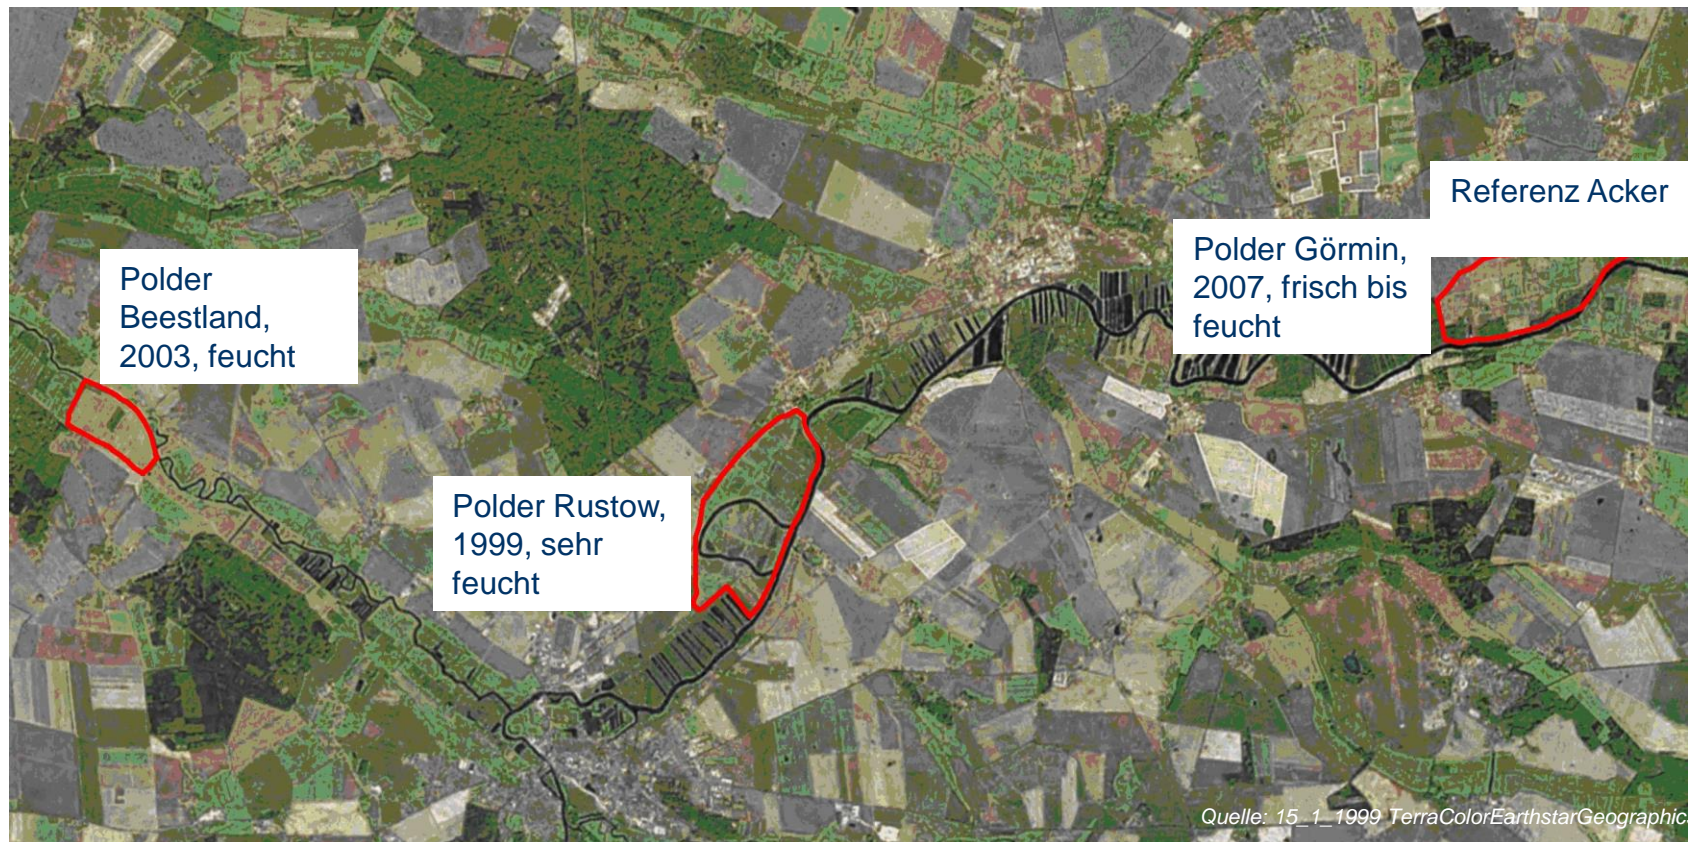 Referenz Acker
Polder Görmin,
2007, frisch bis
feucht
Polder
Beestland,
2003, feucht
Polder Rustow,
1999, sehr
feucht
Quelle: 15_1_1999 TerraColorEarthstarGeographics